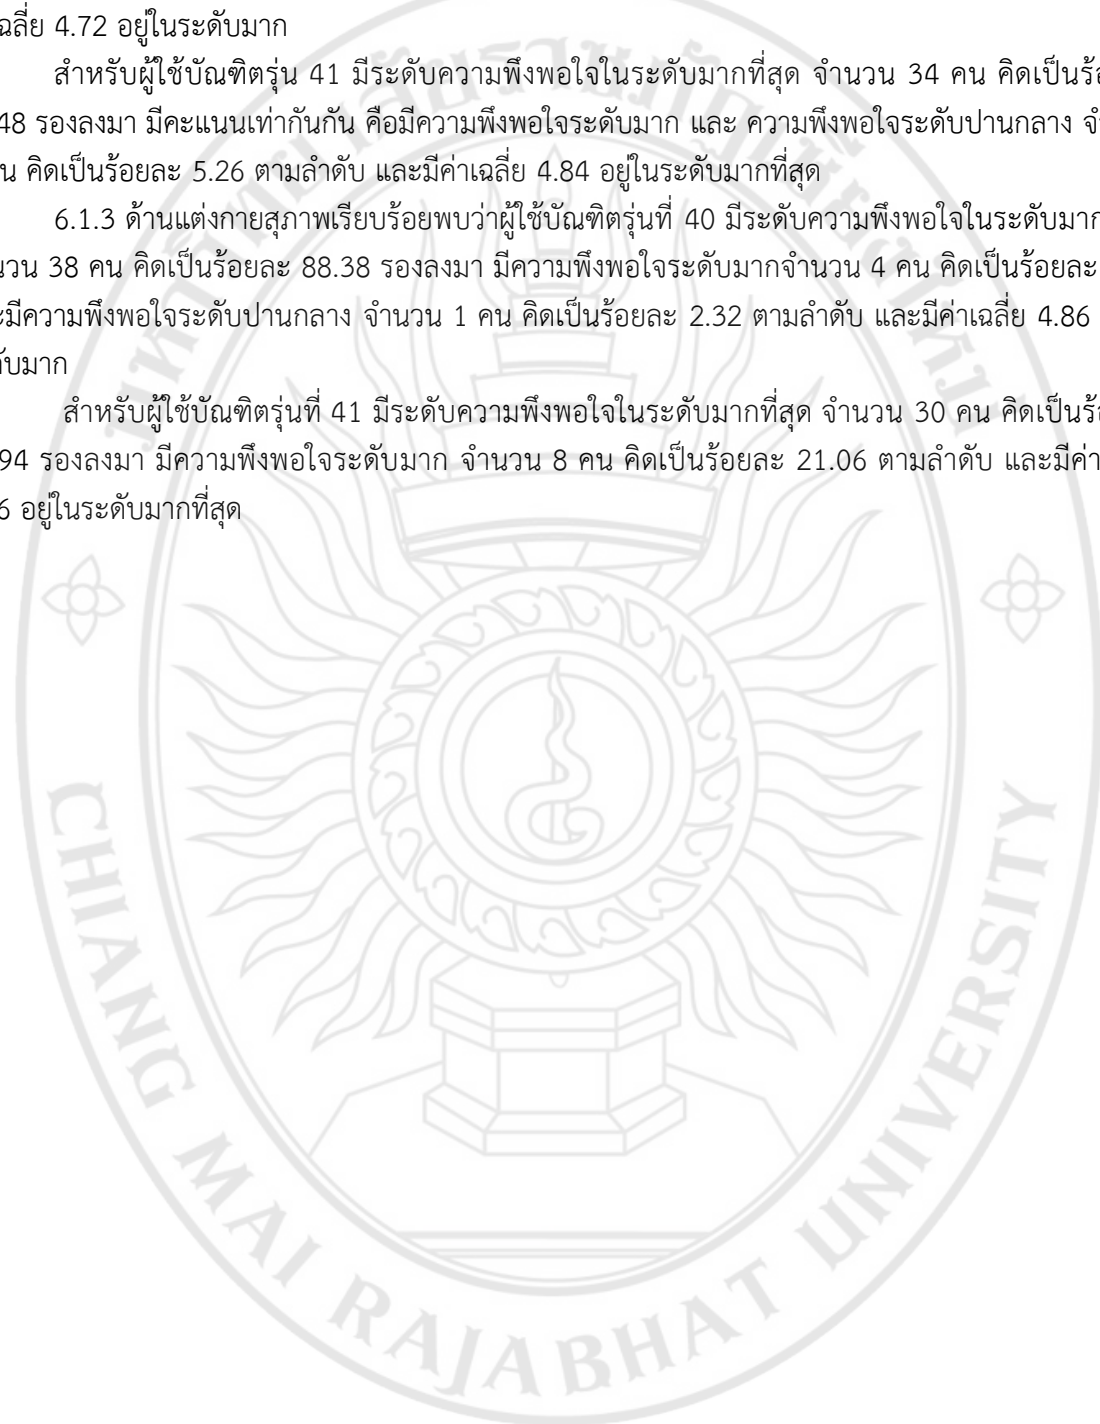 ฉลี่ย 4.72 อยู่ในระดับมาก
สำหรับผู้ใช้บัณฑิตรุ่น 41 มีระดับความพึงพอใจในระดับมากที่สุด จำนวน 34 คน คิดเป็นร้อ
48 รองลงมา มีคะแนนเท่ากันกัน คือมีความพึงพอใจระดับมาก และ ความพึงพอใจระดับปานกลาง จำ
น คิดเป็นร้อยละ 5.26 ตามลำดับ และมีค่าเฉลี่ย 4.84 อยู่ในระดับมากที่สุด
6.1.3 ด้านแต่งกายสุภาพเรียบร้อยพบว่าผู้ใช้บัณฑิตรุ่นที่ 40 มีระดับความพึงพอใจในระดับมาก
นวน 38 คน คิดเป็นร้อยละ 88.38 รองลงมา มีความพึงพอใจระดับมากจำนวน 4 คน คิดเป็นร้อยละ
ะมีความพึงพอใจระดับปานกลาง จำนวน 1 คน คิดเป็นร้อยละ 2.32 ตามลำดับ และมีค่าเฉลี่ย 4.86
ดับมาก
สำหรับผู้ใช้บัณฑิตรุ่นที่ 41 มีระดับความพึงพอใจในระดับมากที่สุด จำนวน 30 คน คิดเป็นร้อ
94 รองลงมา มีความพึงพอใจระดับมาก จำนวน 8 คน คิดเป็นร้อยละ 21.06 ตามลำดับ และมีค่า
6 อยู่ในระดับมากที่สุด
มหาวิทยาลัยราชภัฏเชียงใหม่
CHIANG MAI RAJABHAT UNIVERSITY